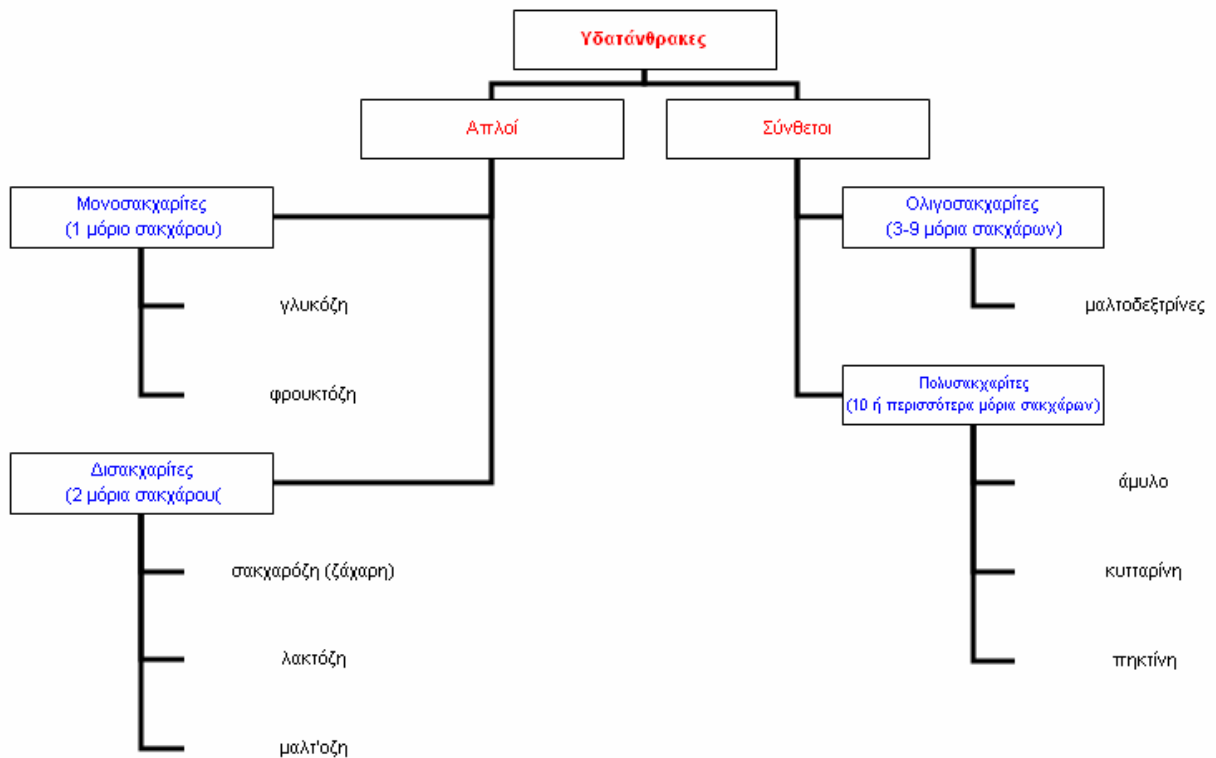 Υδατάνθρακες
Απλοί
Σύνθετοι
Μονοσακχαρίτες
(1 μόριο σακχάρου)
γλυκόζη
φρουκτόζη
Δισακχαρίτες
(2 μόρια σακχάρου(
σακχαρόζη (ζάχαρη)
λακτόζη
μαλτ'οζη
Ολιγοσακχαρίτες
(3-9 μόρια σακχάρων)
μαλτοδεξτρίνες
Πολυσακχαρίτες
(10 ή περισσότερα μόρια σακχάρων)
άμυλο
κυτταρίνη
πηκτίνη